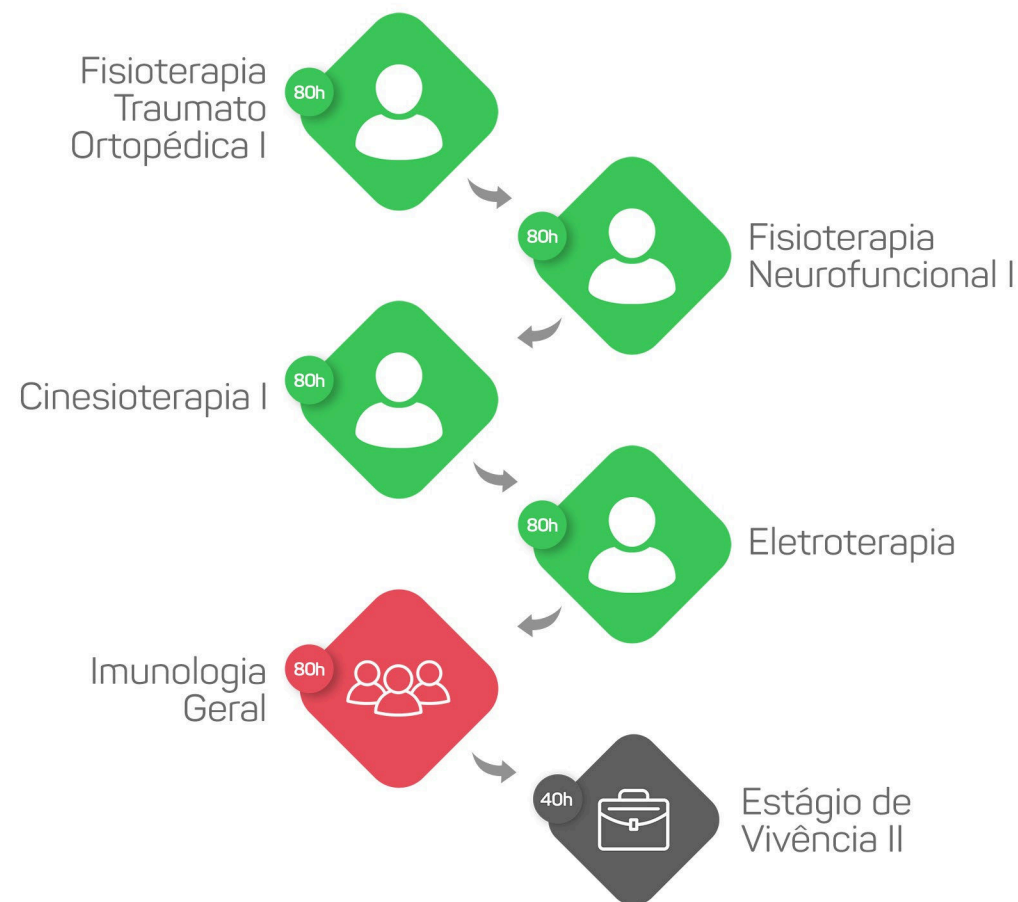 Fisioterapia
Traumato
Ortopédica I
80h
80h
Fisioterapia
Neurofuncional I
Cinesioterapia I
80h
80h
Eletroterapia
Imunologia
Geral
80h
40h
Estágio de
Vivência II